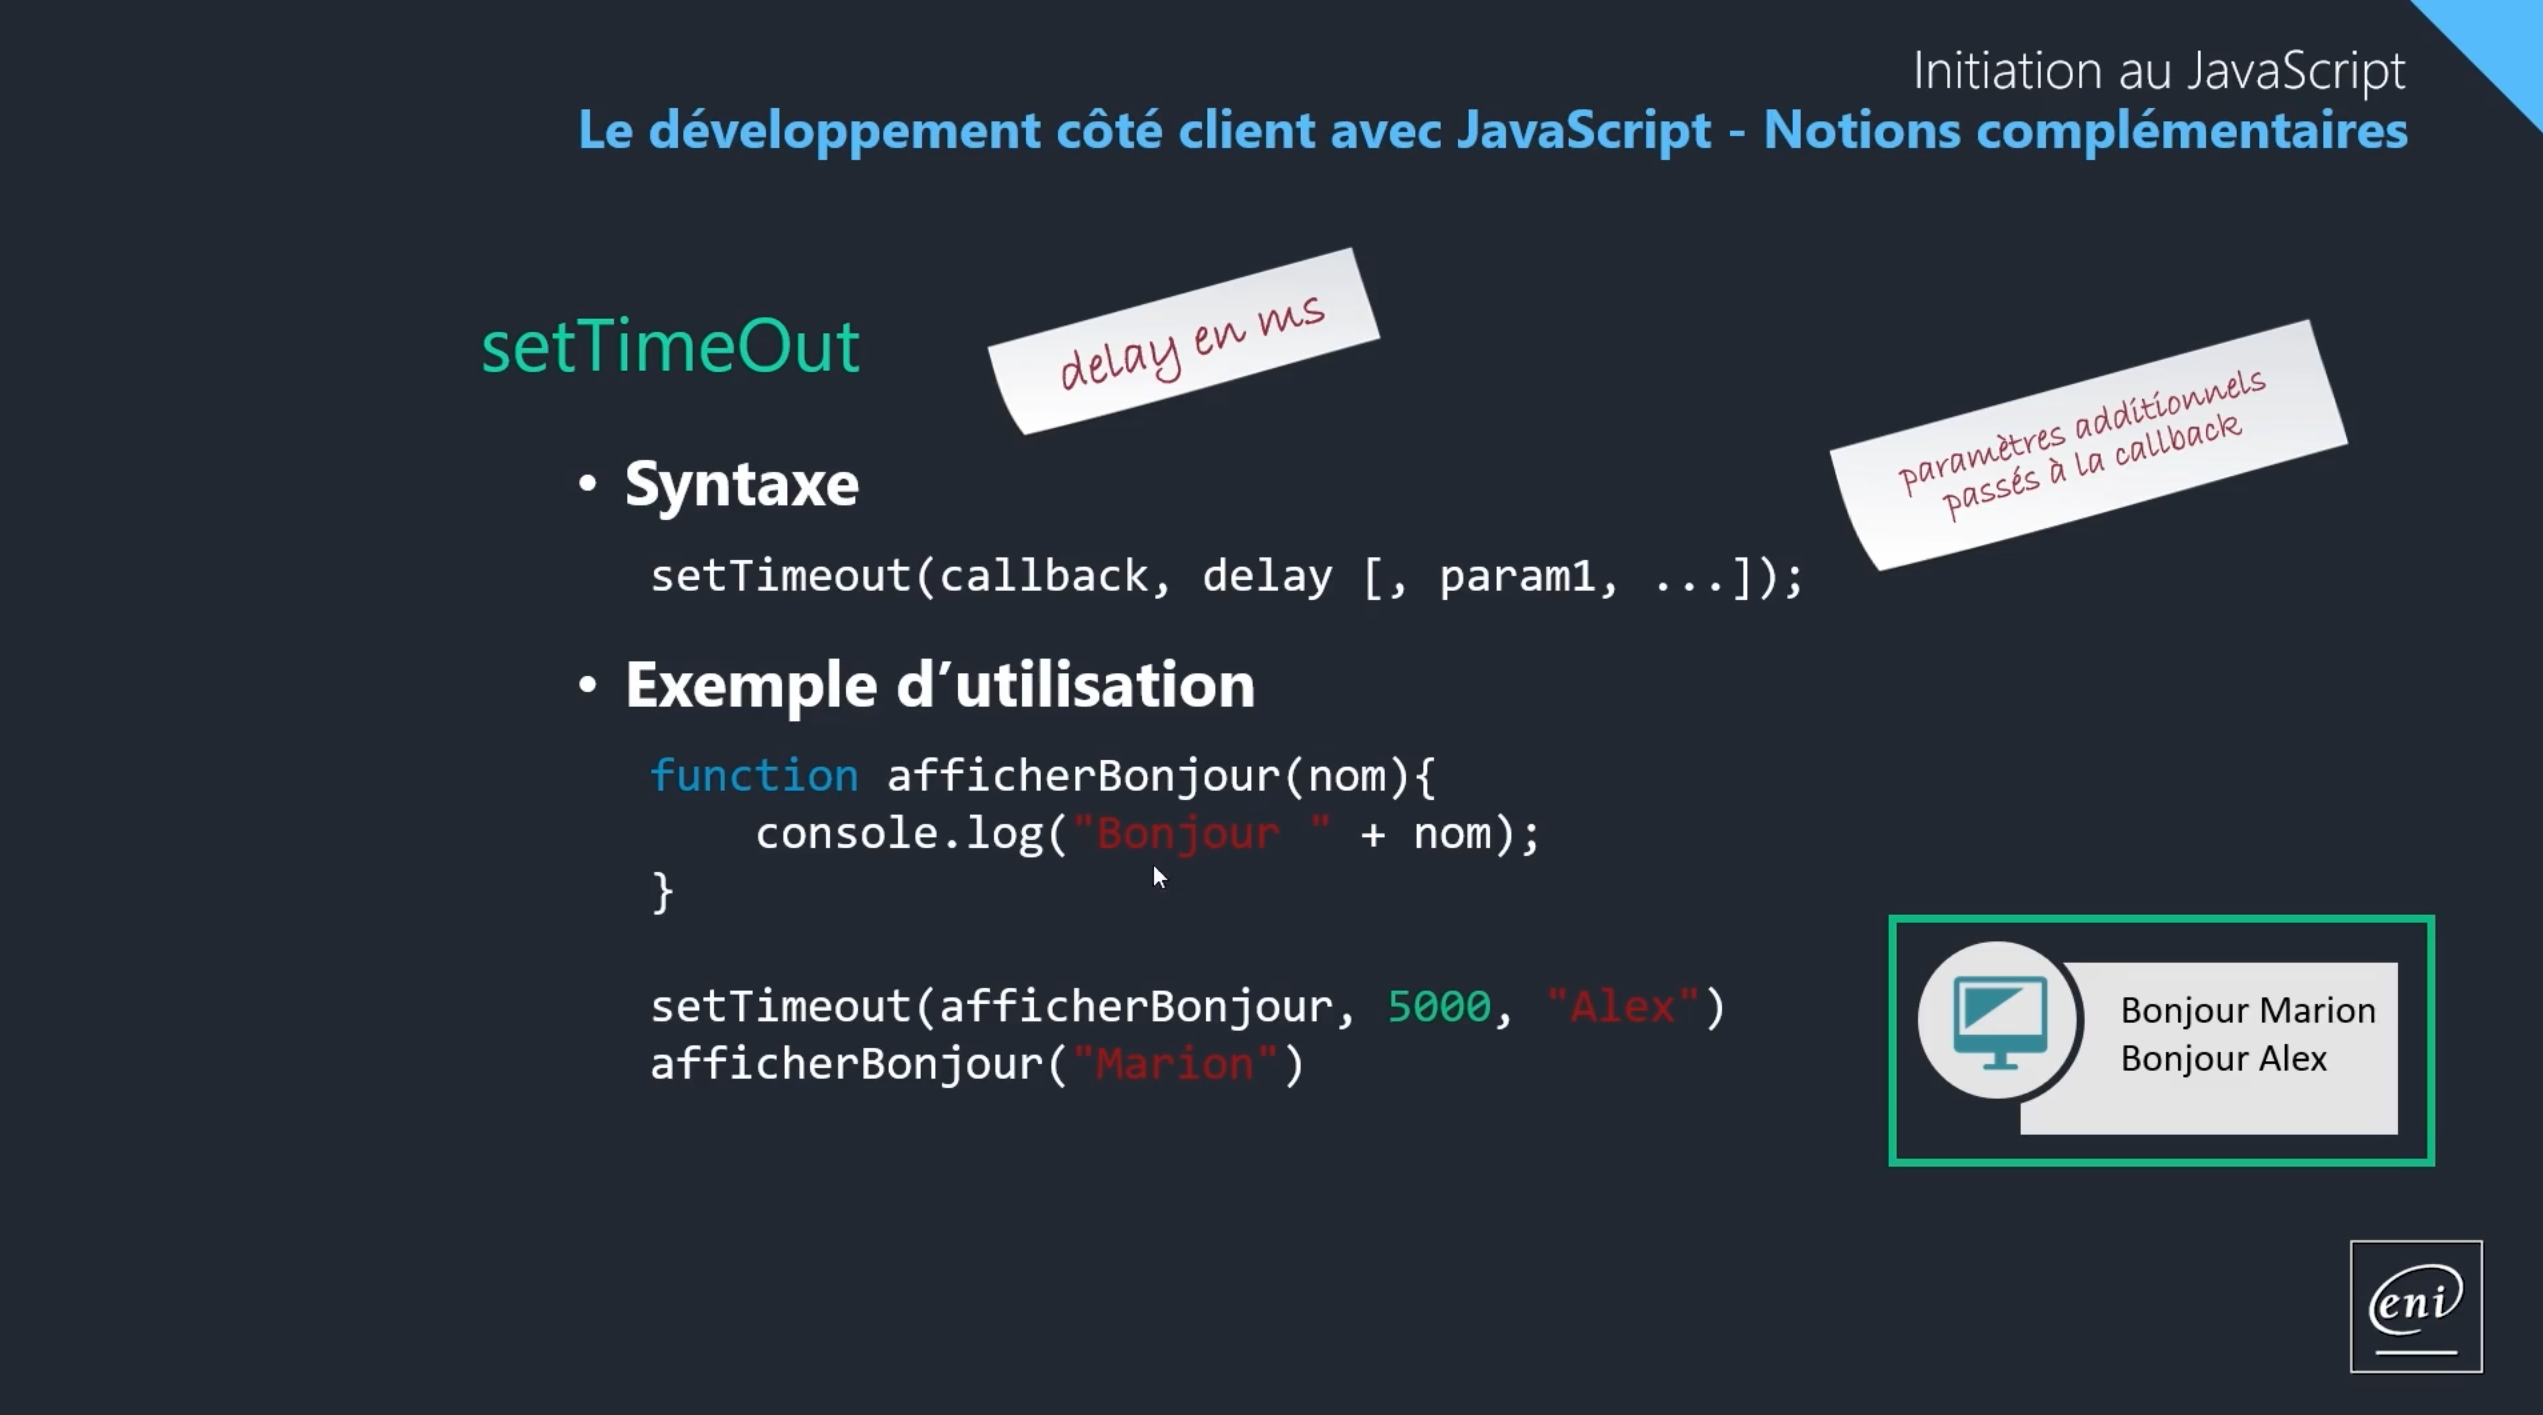 Initiation au JavaScript
Le développement côté client avec JavaScript - Notions complémentaires
setTimeOut
delay en ms
paramètres additionnels
passés à la callback
• Syntaxe
setTimeout(callback, delay [, param1, ...]);
• Exemple d’utilisation
function afficherBonjour(nom){
    console.log("Bonjour " + nom);
}
setTimeout(afficherBonjour, 5000, "Alex")
afficherBonjour("Marion")
Bonjour Marion
Bonjour Alex
eni